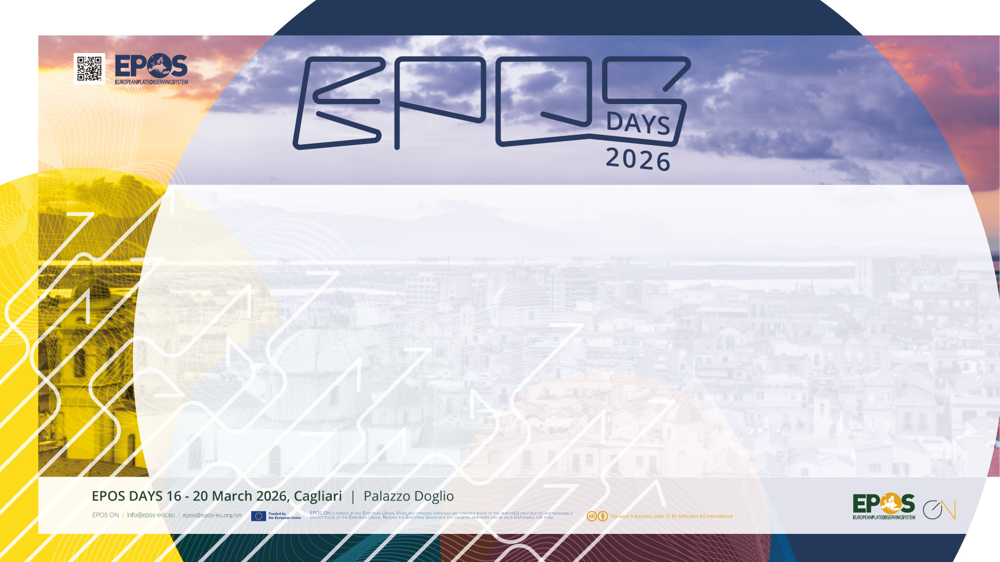 EPOS
EUROPEANPLATEOBSERVINGSYSTEM
EPOS
DAYS
2026
EPOS DAYS 16 - 20 March 2026, Cagliari | Palazzo Doglio
EPOS ON | info@epos-eric.eu | epos@epos-eu.org/on
Funded by
the European Union
EPOS ON is funded by the European Union. Views and opinions expressed are however those of the author(s) only and do not necessarily
reflect those of the European Union. Neither the European Union nor the granting authority can be held responsible for them
cc
This work is licensed under CC BY Attibution 4.0 International
EPOS
EUROPEANPLATEOBSERVINGSYSTEM
ON